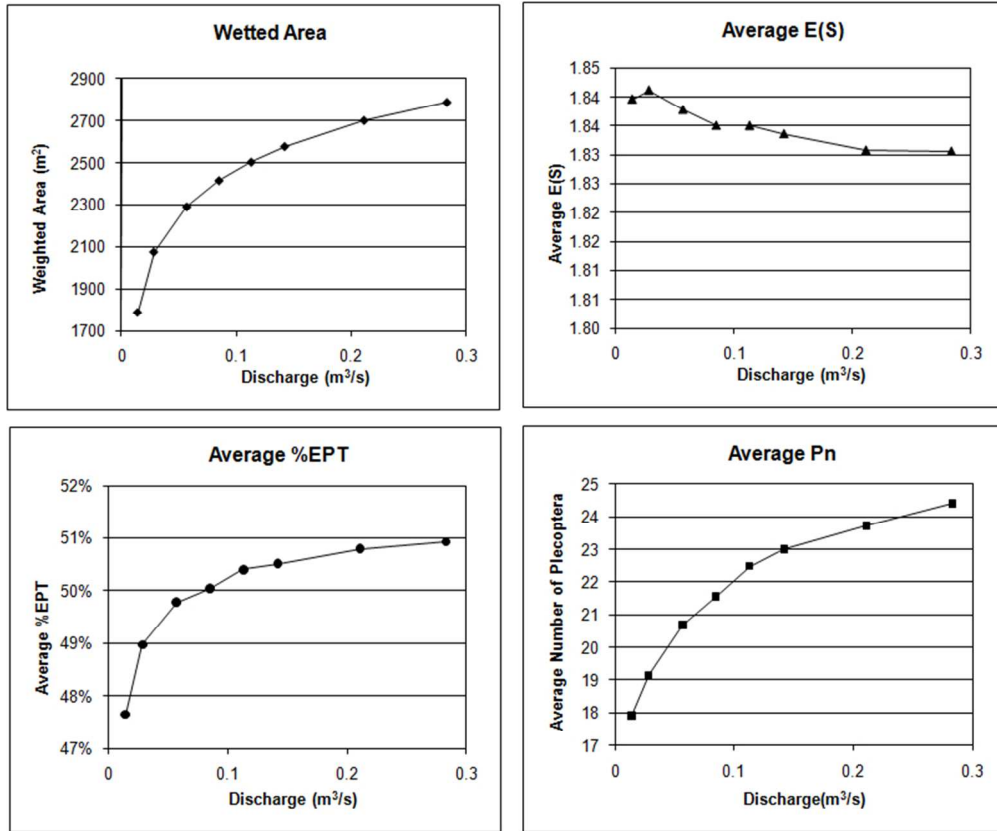 Wetted Area
Weighted Area (m²)
2900
2700
2500
2300
2100
1900
1700
0 0.1 0.2 0.3
Discharge (m³/s)
Average E(S)
Average E(S)
1.85
1.84
1.84
1.83
1.83
1.82
1.82
1.81
1.81
1.80
0 0.1 0.2 0.3
Discharge (m³/s)
Average %EPT
Average %EPT
52%
51%
50%
49%
48%
47%
0 0.1 0.2 0.3
Discharge (m³/s)
Average Pn
Average Number of Plecoptera
25
24
23
22
21
20
19
18
17
0 0.1 0.2 0.3
Discharge(m³/s)